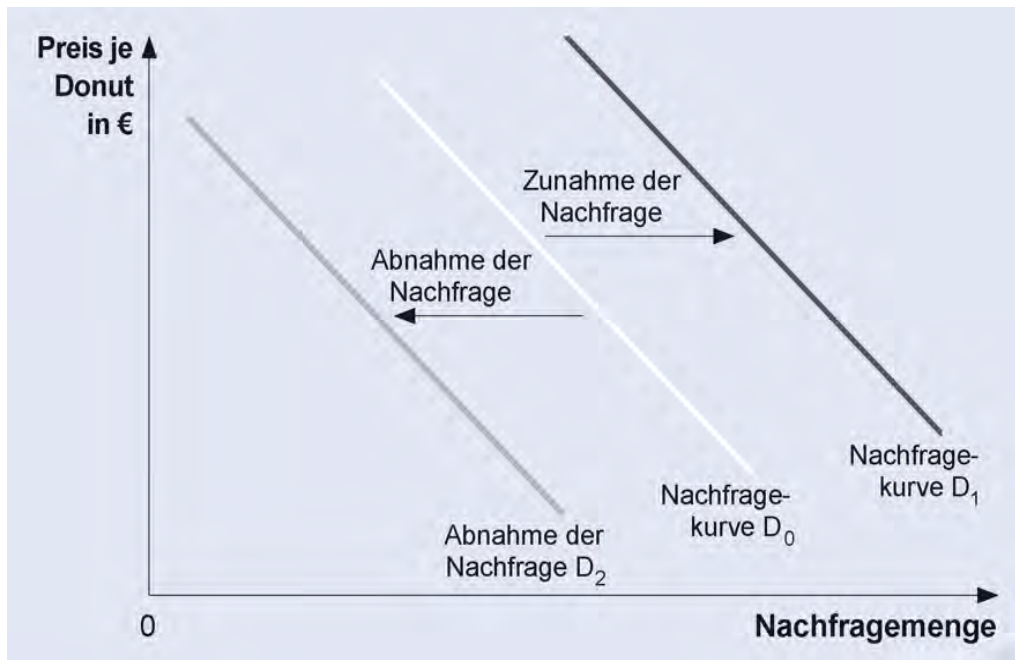 Preis je
Donut
in €
Zunahme der
Nachfrage
Abnahme der
Nachfrage
Nachfrage-
kurve D₁
Nachfrage-
kurve D₀
Abnahme der
Nachfrage D₂
0
Nachfragemenge